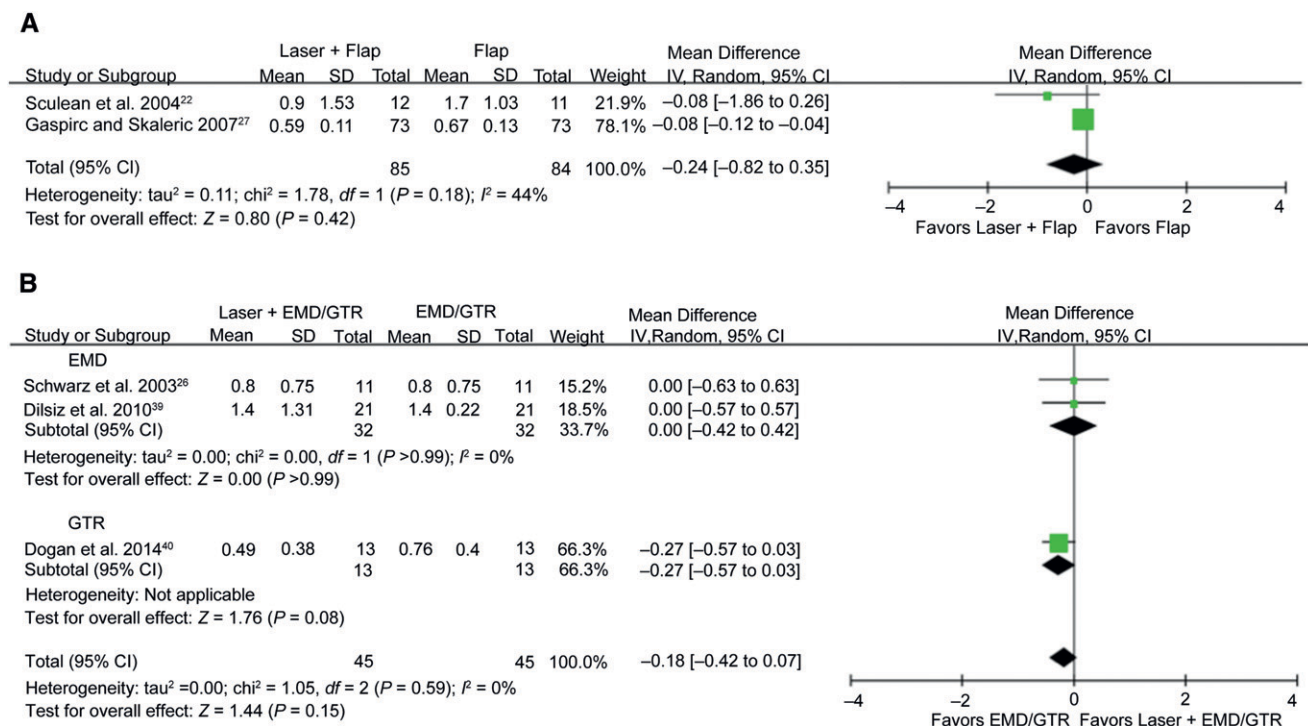 A
Laser + Flap Flap Mean Difference Mean Difference
Study or Subgroup Mean SD Total Mean SD Total Weight IV, Random, 95% CI IV, Random, 95% CI
Sculean et al. 2004²² 0.9 1.53 12 1.7 1.03 11 21.9% −0.08 [−1.86 to 0.26]
Gaspirc and Skaleric 2007²⁷ 0.59 0.11 73 0.67 0.13 73 78.1% −0.08 [−0.12 to −0.04]
Total (95% CI) 85 84 100.0% −0.24 [−0.82 to 0.35]
Heterogeneity: tau² = 0.11; chi² = 1.78, df = 1 (P = 0.18); I² = 44%
Test for overall effect: Z = 0.80 (P = 0.42)
−4 −2 0 2 4
Favors Laser + Flap Favors Flap
B
Laser + EMD/GTR EMD/GTR Mean Difference Mean Difference
Study or Subgroup Mean SD Total Mean SD Total Weight IV,Random, 95% CI IV,Random, 95% CI
EMD
Schwarz et al. 2003²⁶ 0.8 0.75 11 0.8 0.75 11 15.2% 0.00 [−0.63 to 0.63]
Dilsiz et al. 2010³⁹ 1.4 1.31 21 1.4 0.22 21 18.5% 0.00 [−0.57 to 0.57]
Subtotal (95% CI) 32 32 33.7% 0.00 [−0.42 to 0.42]
Heterogeneity: tau² = 0.00; chi² = 0.00, df = 1 (P >0.99); I² = 0%
Test for overall effect: Z = 0.00 (P >0.99)
GTR
Dogan et al. 2014⁴⁰ 0.49 0.38 13 0.76 0.4 13 66.3% −0.27 [−0.57 to 0.03]
Subtotal (95% CI) 13 13 66.3% −0.27 [−0.57 to 0.03]
Heterogeneity: Not applicable
Test for overall effect: Z = 1.76 (P = 0.08)
Total (95% CI) 45 45 100.0% −0.18 [−0.42 to 0.07]
Heterogeneity: tau² =0.00; chi² = 1.05, df = 2 (P = 0.59); I² = 0%
Test for overall effect: Z = 1.44 (P = 0.15)
−4 −2 0 2 4
Favors EMD/GTR Favors Laser + EMD/GTR